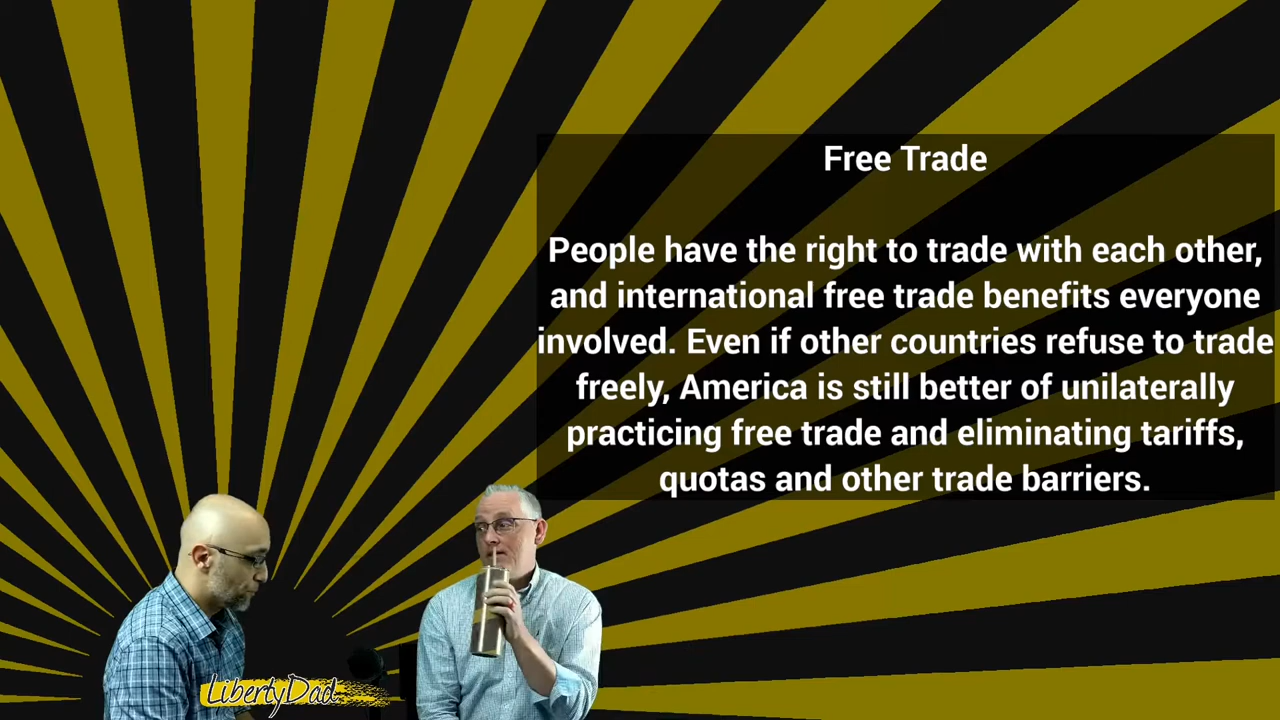 Free Trade
People have the right to trade with each other,
and international free trade benefits everyone
involved. Even if other countries refuse to trade
freely, America is still better of unilaterally
practicing free trade and eliminating tariffs,
quotas and other trade barriers.
LibertyDad